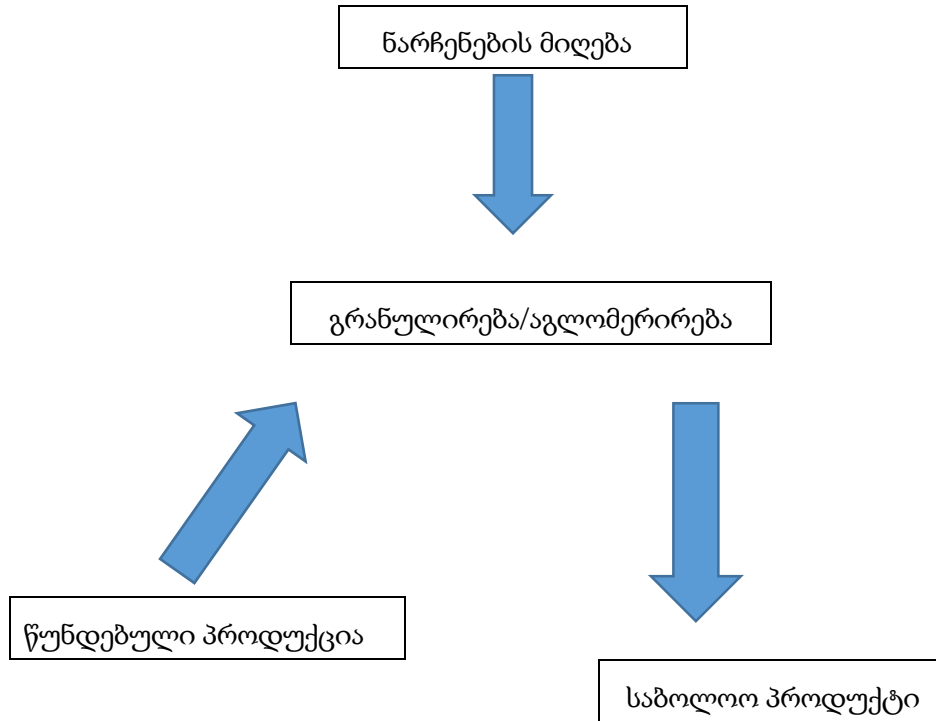 ნარჩენების მიღება
გრანულირება/აგლომერირება
წუნდებული პროდუქცია
საბოლოო პროდუქტი